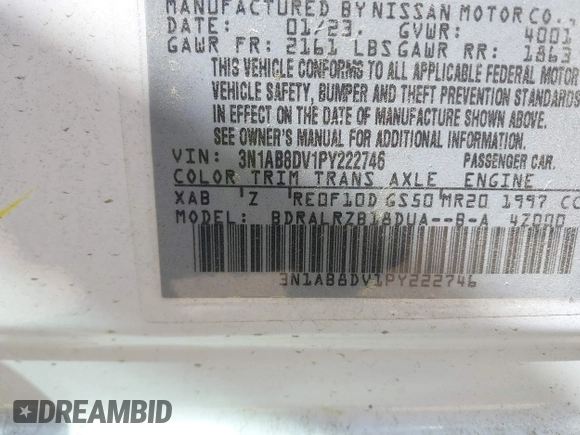 MANUFACTURED BY NISSAN MOTOR CO.,
DATE: 01/23 GVWR: 4001
GAWR FR: 2161 LBS GAWR RR: 1863
THIS VEHICLE CONFORMS TO ALL APPLICABLE FEDERAL MOTOR
VEHICLE SAFETY, BUMPER AND THEFT PREVENTION STANDARDS
IN EFFECT ON THE DATE OF MANUFACTURE SHOWN ABOVE.
SEE OWNER'S MANUAL FOR ADDITIONAL INFORMATION.
VIN: 3N1AB8DV1PY222746 PASSENGER CAR.
COLOR TRIM TRANS AXLE ENGINE
XAB Z RE0F10D GS50 MR20 1997 CC
MODEL: BDRALRZB18DUA--B-A 4Z000
3N1AB8DV1PY222746
DREAMBID